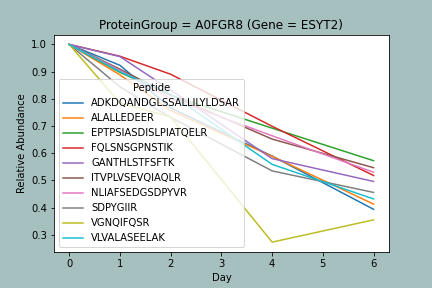 ProteinGroup = A0FGR8 (Gene = ESYT2)
Relative Abundance
1.0
0.9
0.8
0.7
0.6
0.5
0.4
0.3
Peptide
ADKDQANDGLSSALLILYLDSAR
ALALLEDEER
EPTPSIASDISLPIATQELR
FQLSNSGPNSTIK
GANTHLSTFSFTK
ITVPLVSEVQIAQLR
NLIAFSEDGSDPYVR
SDPYGIIR
VGNQIFQSR
VLVALASEELAK
0 1 2 3 4 5 6
Day